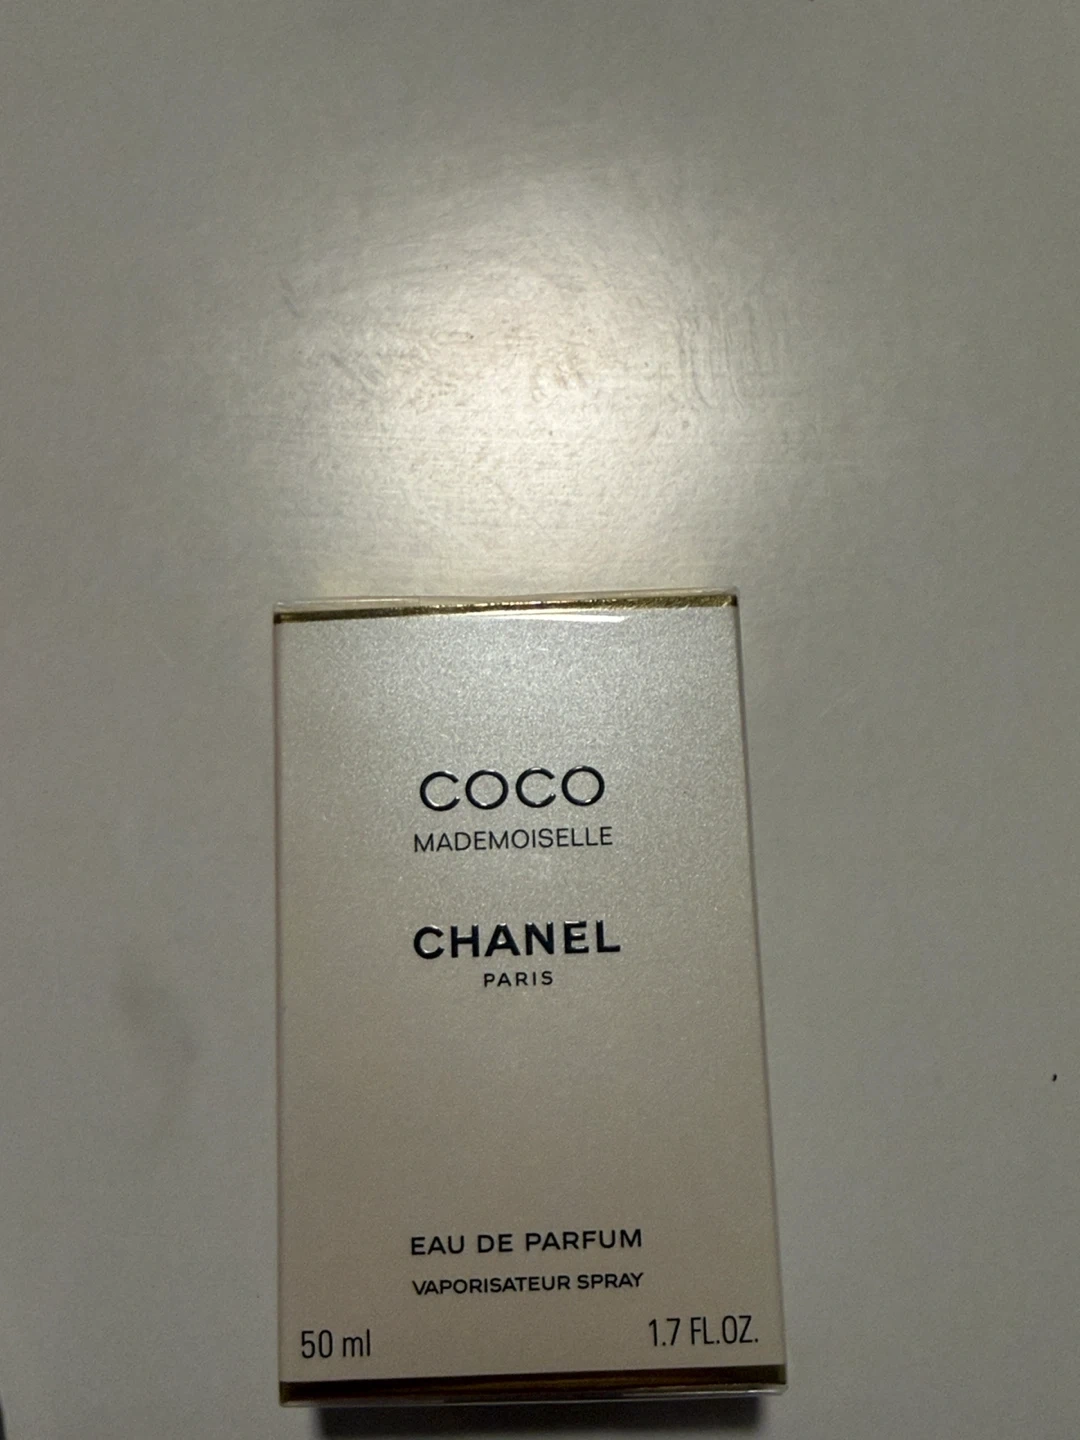 COCO
MADEMOISELLE
CHANEL
PARIS
EAU DE PARFUM
VAPORISATEUR SPRAY
50 ml 1.7 FL.OZ.